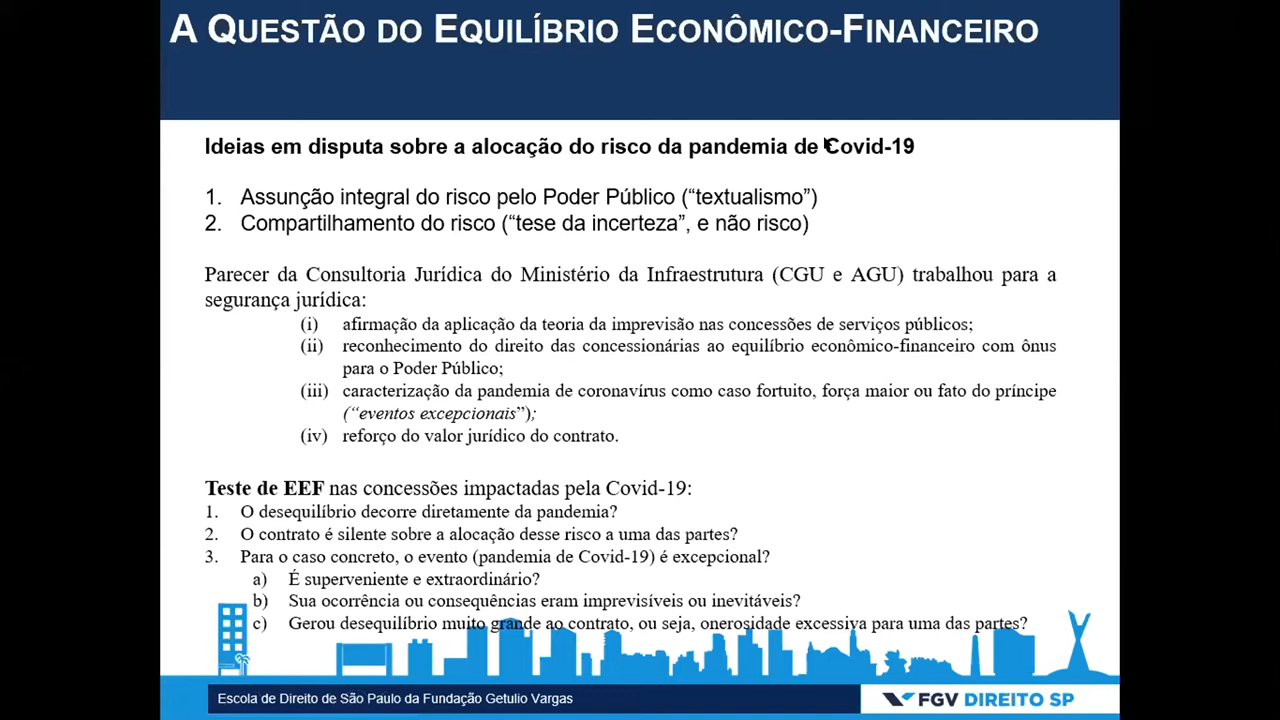 A QUESTÃO DO EQUILÍBRIO ECONÔMICO-FINANCEIRO
Ideias em disputa sobre a alocação do risco da pandemia de Covid-19
1. Assunção integral do risco pelo Poder Público (“textualismo”)
2. Compartilhamento do risco (“tese da incerteza”, e não risco)
Parecer da Consultoria Jurídica do Ministério da Infraestrutura (CGU e AGU) trabalhou para a
segurança jurídica:
(i) afirmação da aplicação da teoria da imprevisão nas concessões de serviços públicos;
(ii) reconhecimento do direito das concessionárias ao equilíbrio econômico-financeiro com ônus
para o Poder Público;
(iii) caracterização da pandemia de coronavírus como caso fortuito, força maior ou fato do príncipe
(“eventos excepcionais”);
(iv) reforço do valor jurídico do contrato.
Teste de EEF nas concessões impactadas pela Covid-19:
1. O desequilíbrio decorre diretamente da pandemia?
2. O contrato é silente sobre a alocação desse risco a uma das partes?
3. Para o caso concreto, o evento (pandemia de Covid-19) é excepcional?
a) É superveniente e extraordinário?
b) Sua ocorrência ou consequências eram imprevisíveis ou inevitáveis?
c) Gerou desequilíbrio muito grande ao contrato, ou seja, onerosidade excessiva para uma das partes?
Escola de Direito de São Paulo da Fundação Getulio Vargas
FGV DIREITO SP